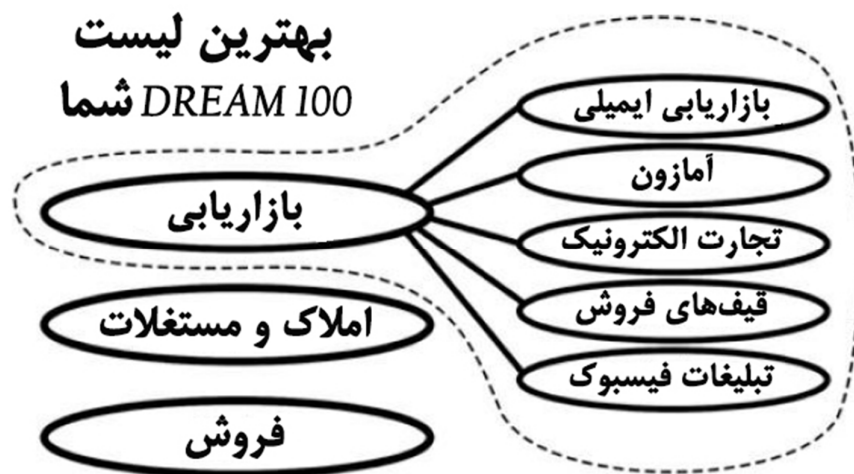 بهترین لیست
DREAM 100 شما
بازاریابی
املاک و مستغلات
فروش
بازاریابی ایمیلی
آمازون
تجارت الکترونیک
قیف‌های فروش
تبلیغات فیسبوک